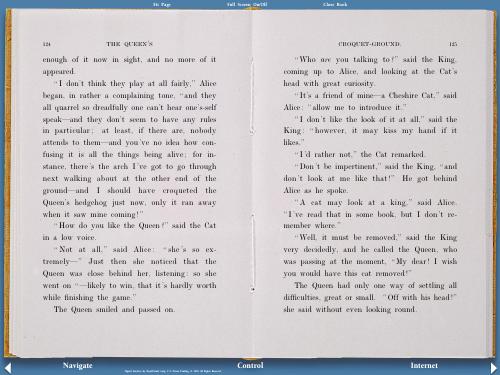 Fit Page Full Screen On/Off Close Book
124 THE QUEEN'S
enough of it now in sight, and no more of it
appeared.
"I don't think they play at all fairly," Alice
began, in rather a complaining tone, "and they
all quarrel so dreadfully one can't hear one's-self
speak—and they don't seem to have any rules
in particular; at least, if there are, nobody
attends to them—and you've no idea how con-
fusing it is all the things being alive; for in-
stance, there's the arch I've got to go through
next walking about at the other end of the
ground—and I should have croqueted the
Queen's hedgehog just now, only it ran away
when it saw mine coming!"
"How do you like the Queen?" said the Cat
in a low voice.
"Not at all," said Alice: "she's so ex-
tremely—" Just then she noticed that the
Queen was close behind her, listening: so she
went on "—likely to win, that it's hardly worth
while finishing the game."
The Queen smiled and passed on.
CROQUET-GROUND. 125
"Who are you talking to?" said the King,
coming up to Alice, and looking at the Cat's
head with great curiosity.
"It's a friend of mine—a Cheshire Cat," said
Alice: "allow me to introduce it."
"I don't like the look of it at all," said the
King: "however, it may kiss my hand if it
likes."
"I'd rather not," the Cat remarked.
"Don't be impertinent," said the King, "and
don't look at me like that!" He got behind
Alice as he spoke.
"A cat may look at a king," said Alice.
"I've read that in some book, but I don't re-
member where."
"Well, it must be removed," said the King
very decidedly, and he called the Queen, who
was passing at the moment, "My dear! I wish
you would have this cat removed!"
The Queen had only one way of settling all
difficulties, great or small. "Off with his head!"
she said without even looking round.
Navigate Control Internet